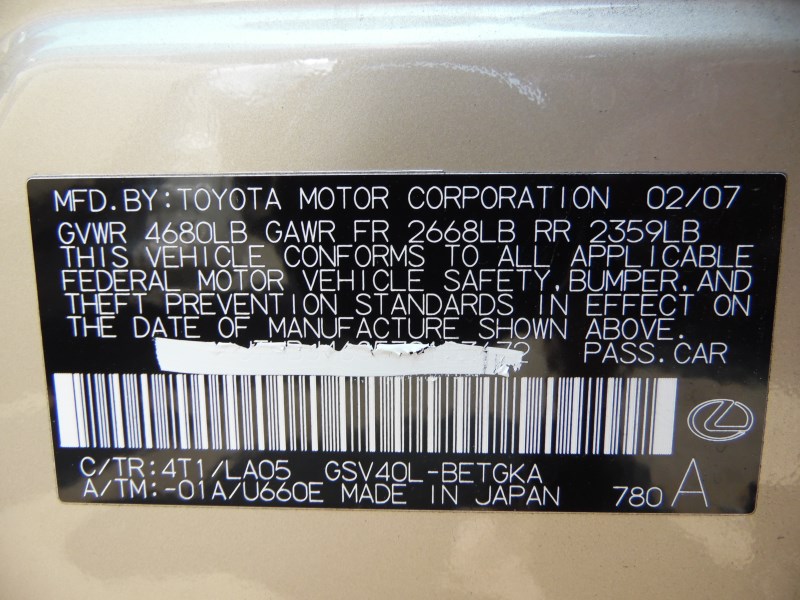 MFD.BY:TOYOTA MOTOR CORPORATION 02/07
GVWR 4680LB GAWR FR 2668LB RR 2359LB
THIS VEHICLE CONFORMS TO ALL APPLICABLE
FEDERAL MOTOR VEHICLE SAFETY,BUMPER,AND
THEFT PREVENTION STANDARDS IN EFFECT ON
THE DATE OF MANUFACTURE SHOWN ABOVE.
PASS.CAR
C/TR:4T1/LA05 GSV40L-BETGKA
A/TM:-01A/U660E MADE IN JAPAN 780 A